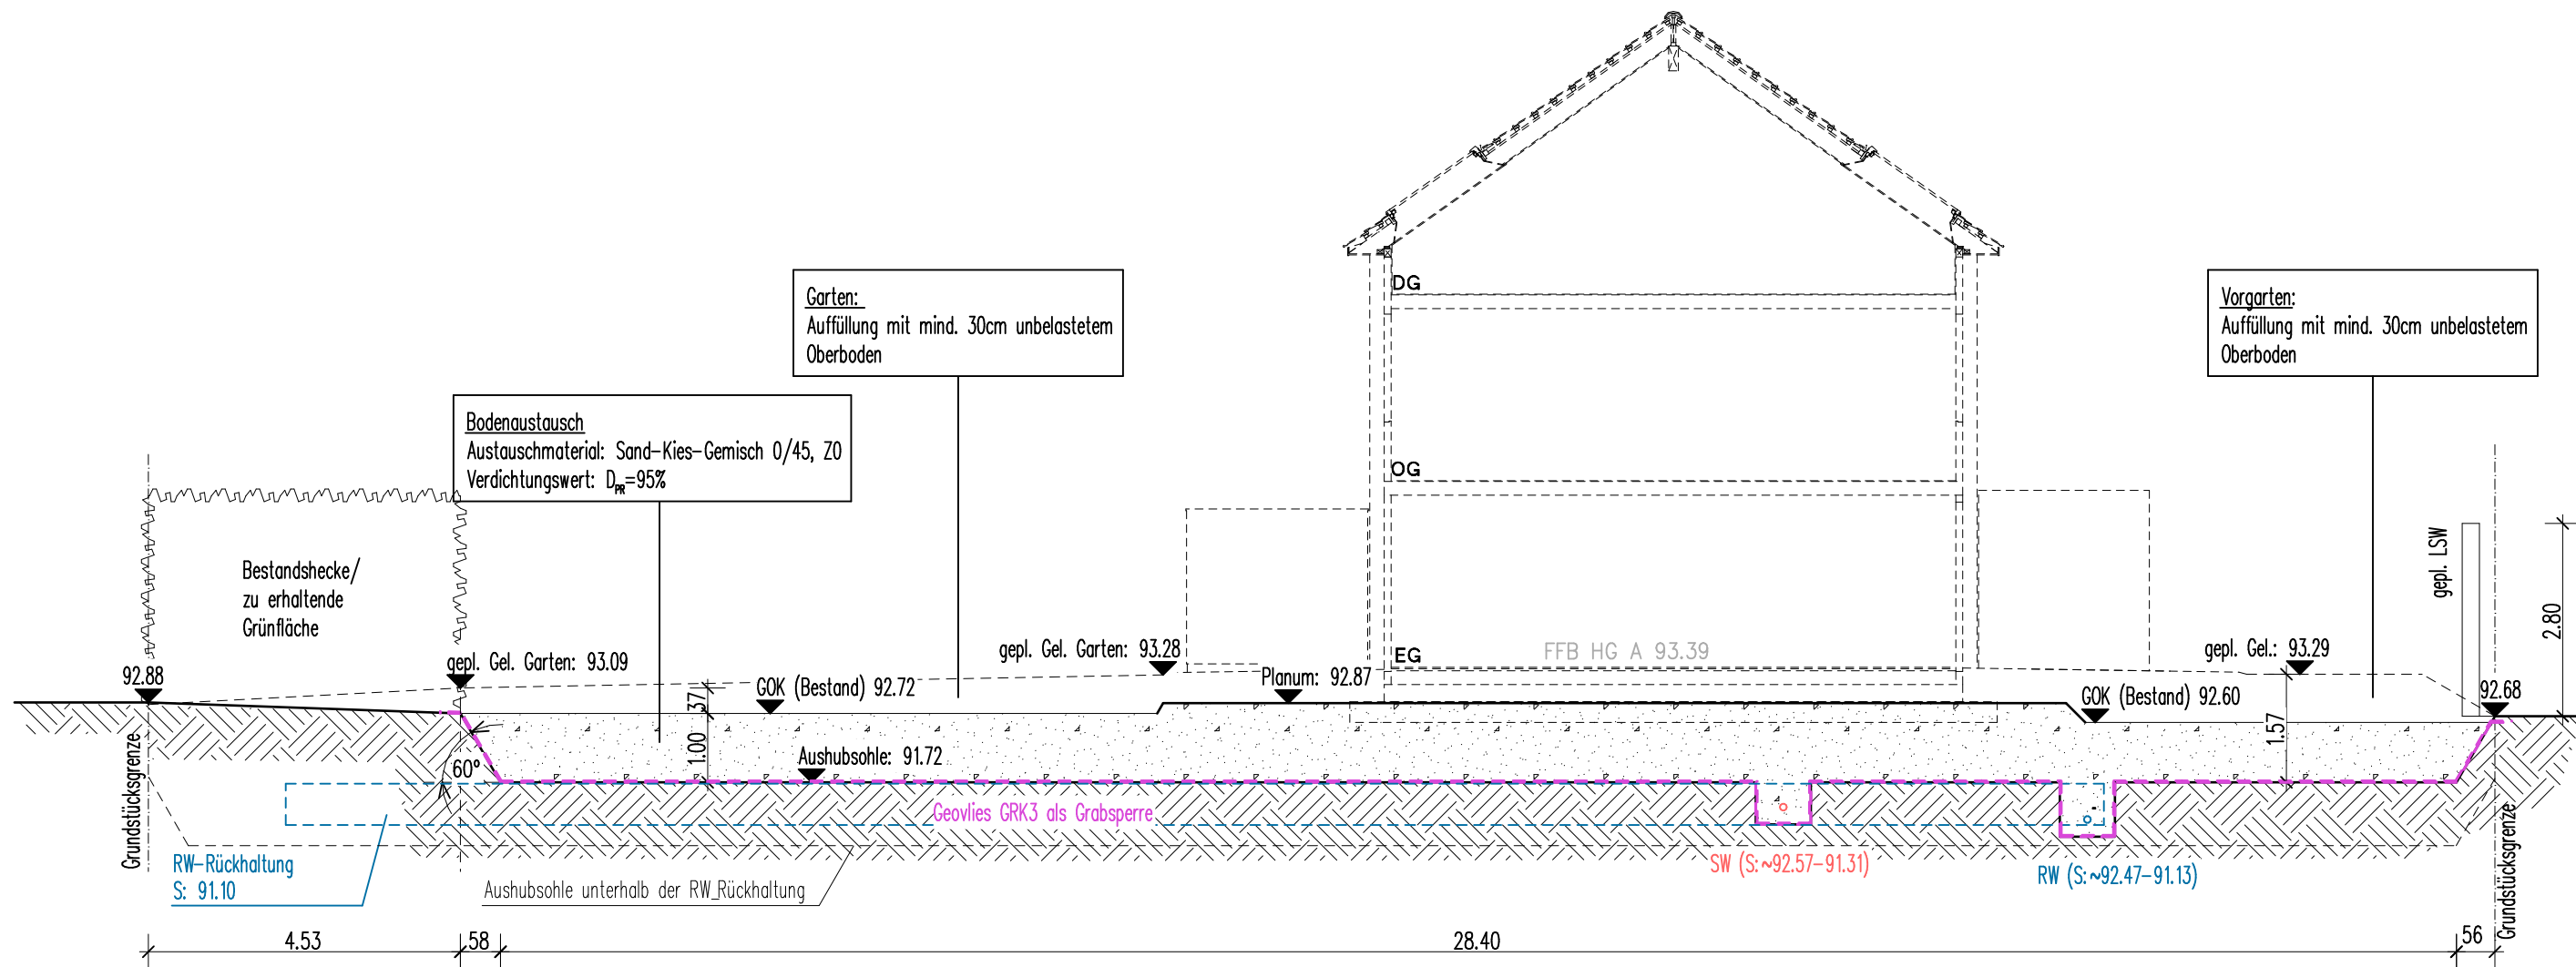 DG
Garten:
Auffüllung mit mind. 30cm unbelastetem
Oberboden
Vorgarten:
Auffüllung mit mind. 30cm unbelastetem
Oberboden
Bodenaustausch
Austauschmaterial: Sand-Kies-Gemisch 0/45, Z0
Verdichtungswert: DPR=95%
OG
Bestandshecke/
zu erhaltende
Grünfläche
gepl. LSW
2.80
EG
FFB HG A 93.39
gepl. Gel. Garten: 93.28
gepl. Gel.: 93.29
gepl. Gel. Garten: 93.09
92.88
Planum: 92.87
GOK (Bestand) 92.72
37
GOK (Bestand) 92.60
92.68
1.00
1.57
Aushubsohle: 91.72
60°
Grundstücksgrenze
Geovlies GRK3 als Grabsperre
RW-Rückhaltung
S: 91.10
Aushubsohle unterhalb der RW_Rückhaltung
SW (S:~92.57-91.31)
RW (S:~92.47-91.13)
Grundstücksgrenze
4.53
58
28.40
56